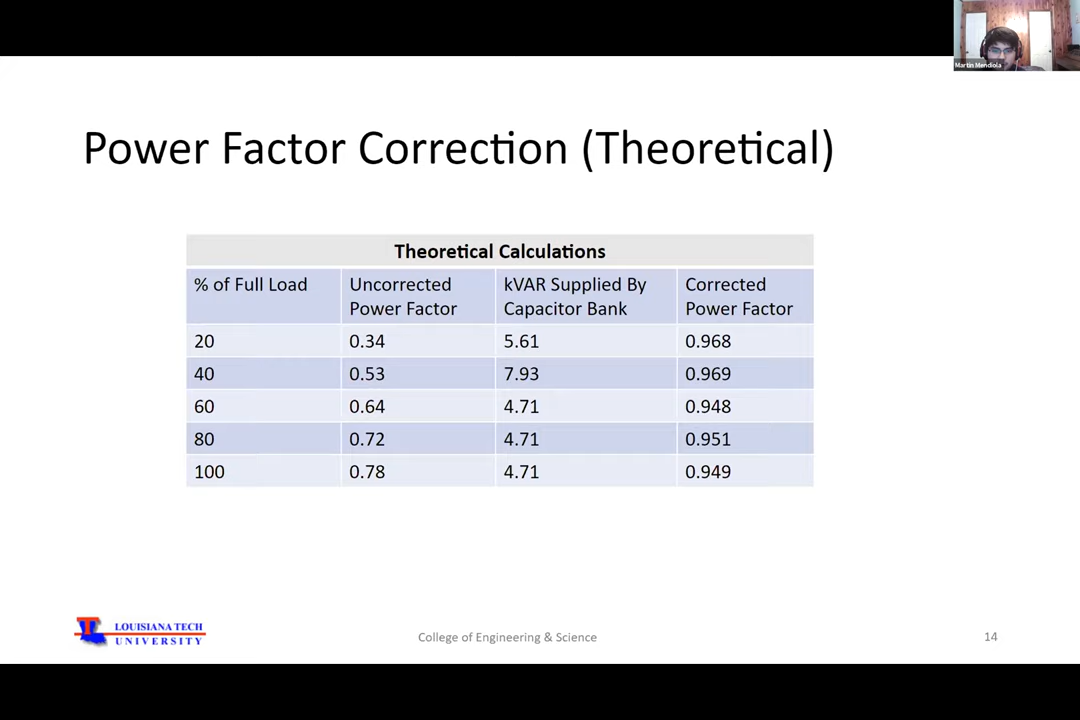 Martin Mendiola
Power Factor Correction (Theoretical)
Theoretical Calculations
% of Full Load
Uncorrected
Power Factor
kVAR Supplied By
Capacitor Bank
Corrected
Power Factor
20 0.34 5.61 0.968
40 0.53 7.93 0.969
60 0.64 4.71 0.948
80 0.72 4.71 0.951
100 0.78 4.71 0.949
LOUISIANA TECH
UNIVERSITY
College of Engineering & Science
14